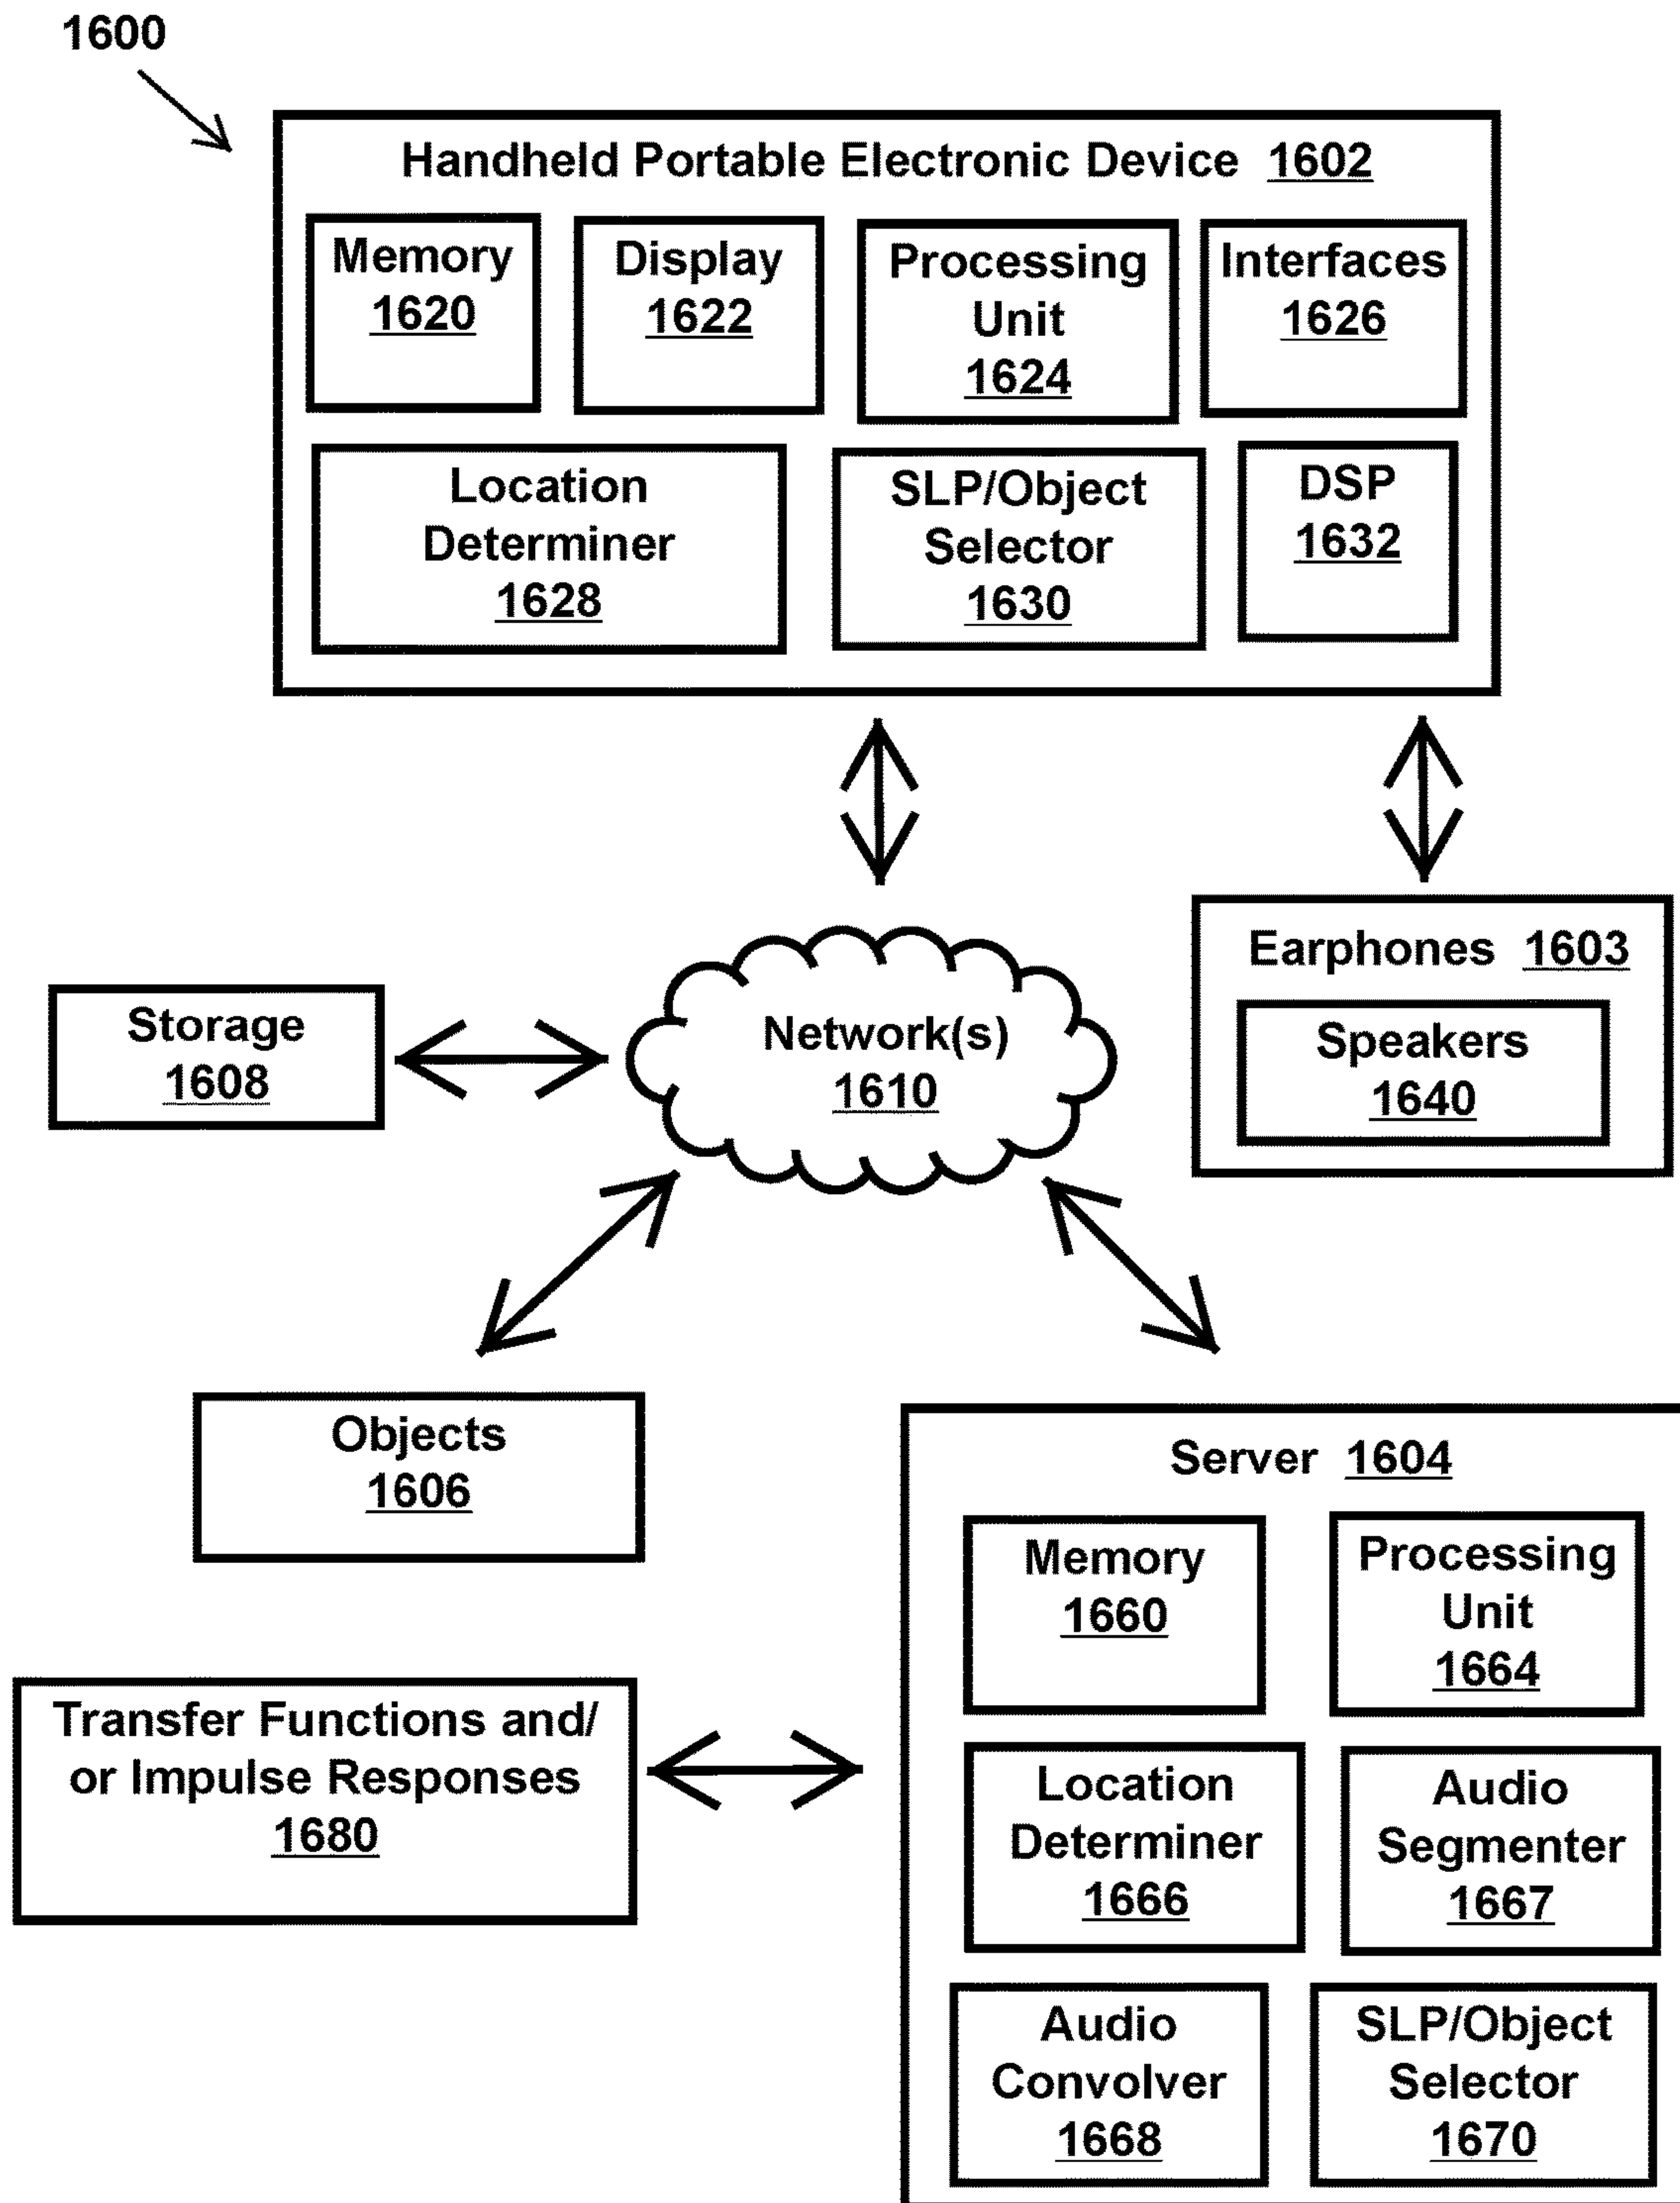 1600
Handheld Portable Electronic Device 1602
Memory
1620
Display
1622
Processing
Unit
1624
Interfaces
1626
Location
Determiner
1628
SLP/Object
Selector
1630
DSP
1632
Earphones 1603
Speakers
1640
Storage
1608
Network(s)
1610
Objects
1606
Server 1604
Memory
1660
Processing
Unit
1664
Transfer Functions and/
or Impulse Responses
1680
Location
Determiner
1666
Audio
Segmenter
1667
Audio
Convolver
1668
SLP/Object
Selector
1670